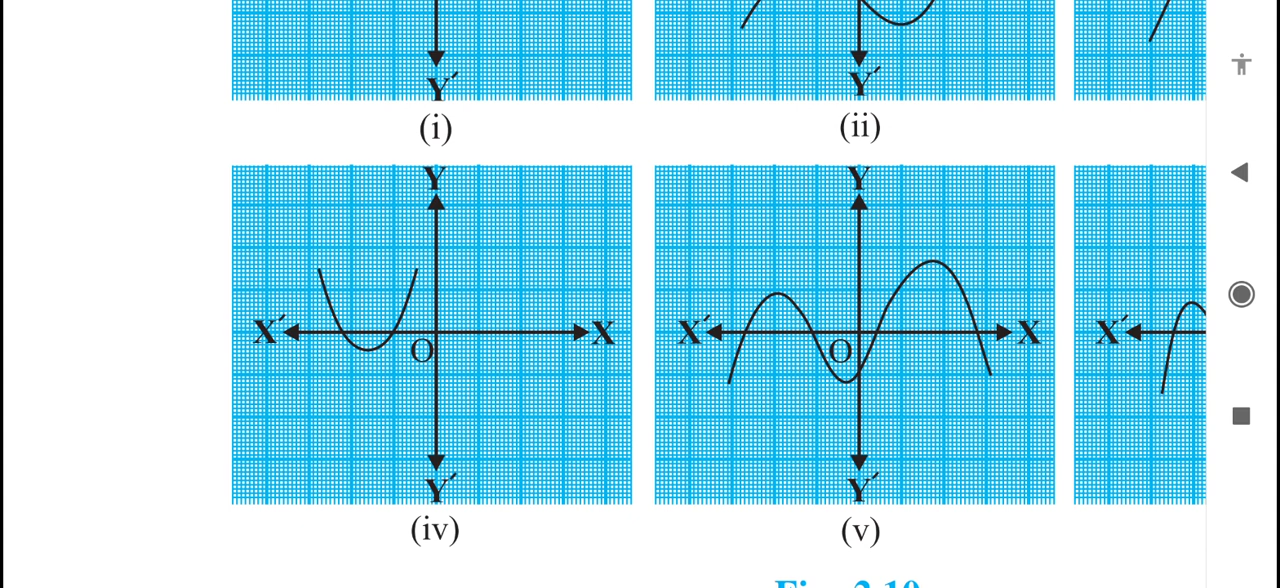 Y′ Y′
(i) (ii)
Y Y
X′ O X X′ O X X′
Y′ Y′
(iv) (v)